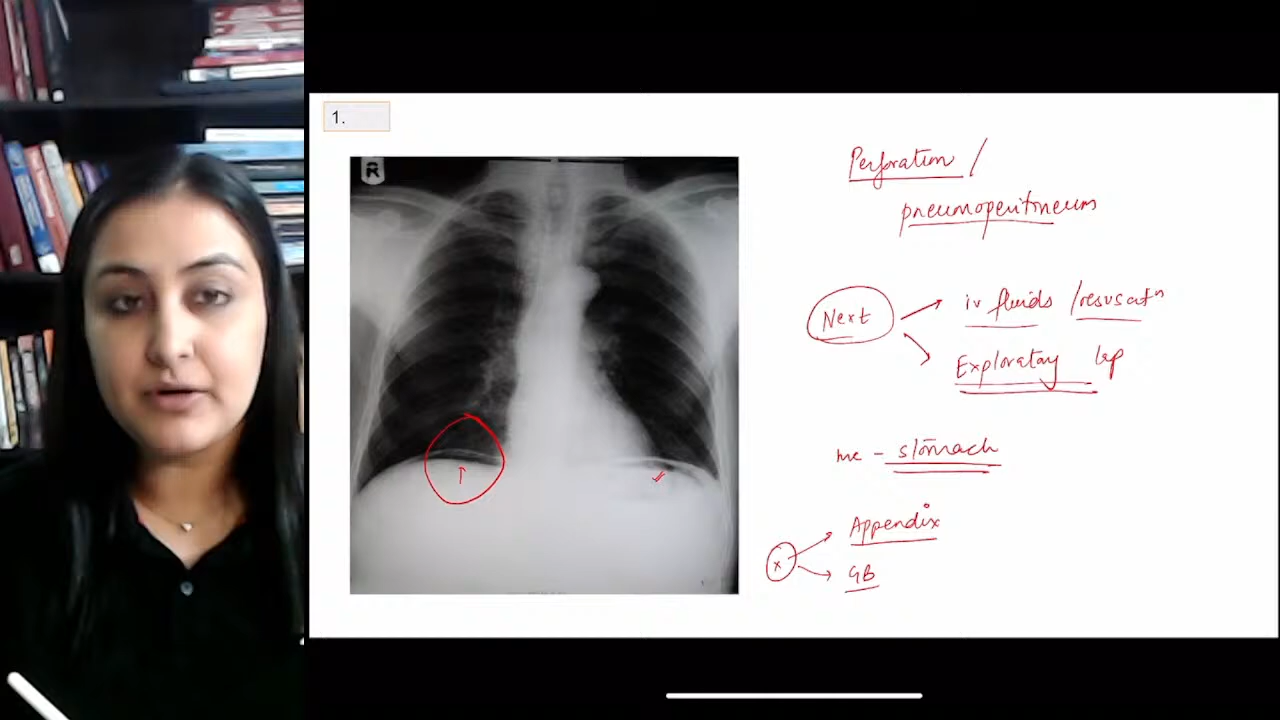 1.
R
Perforation /
pneumoperitoneum
Next
iv fluids / resuscatn
Exploratory lap
mc - stomach
Appendix
x
GB